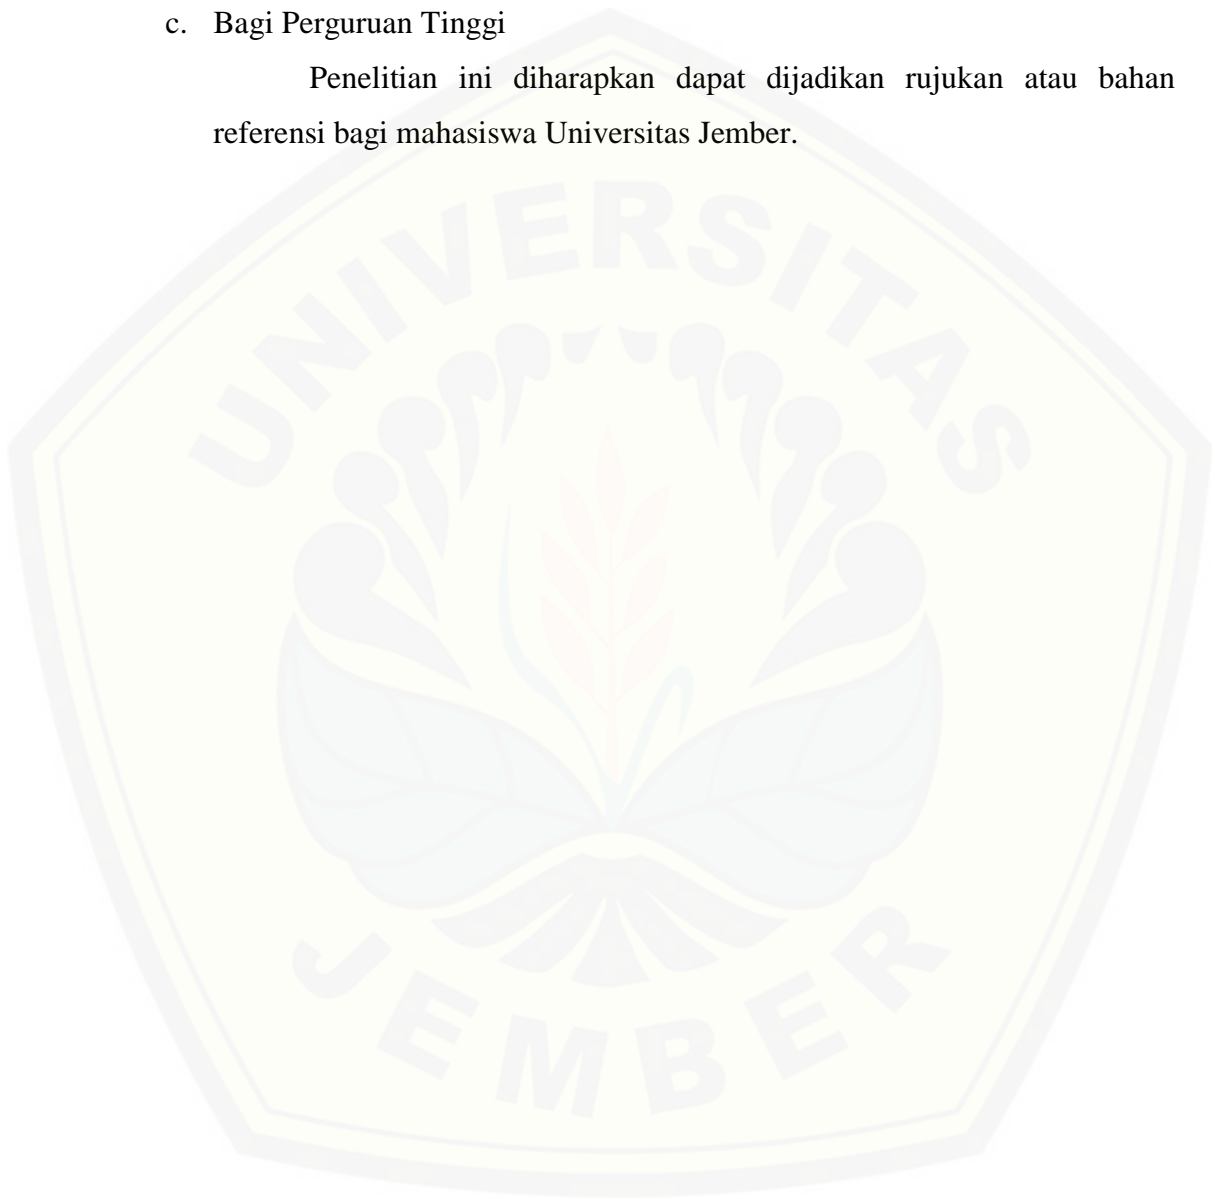 c. Bagi Perguruan Tinggi
Penelitian ini diharapkan dapat dijadikan rujukan atau bahan
referensi bagi mahasiswa Universitas Jember.
UNIVERSITAS
JEMBER